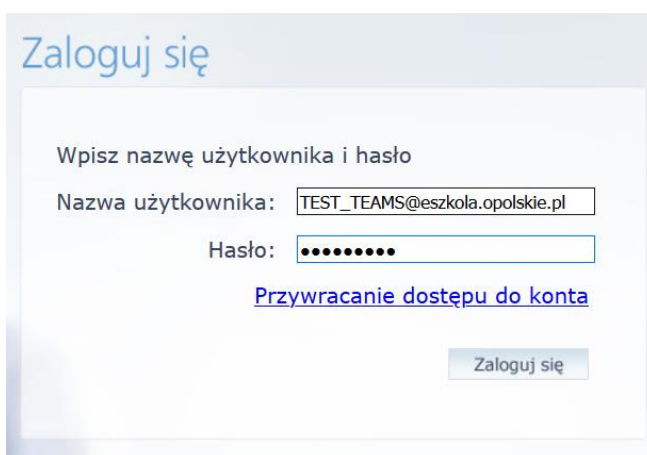 Zaloguj się
Wpisz nazwę użytkownika i hasło
Nazwa użytkownika: TEST_TEAMS@eszkola.opolskie.pl
Hasło: •••••••••
Przywracanie dostępu do konta
Zaloguj się